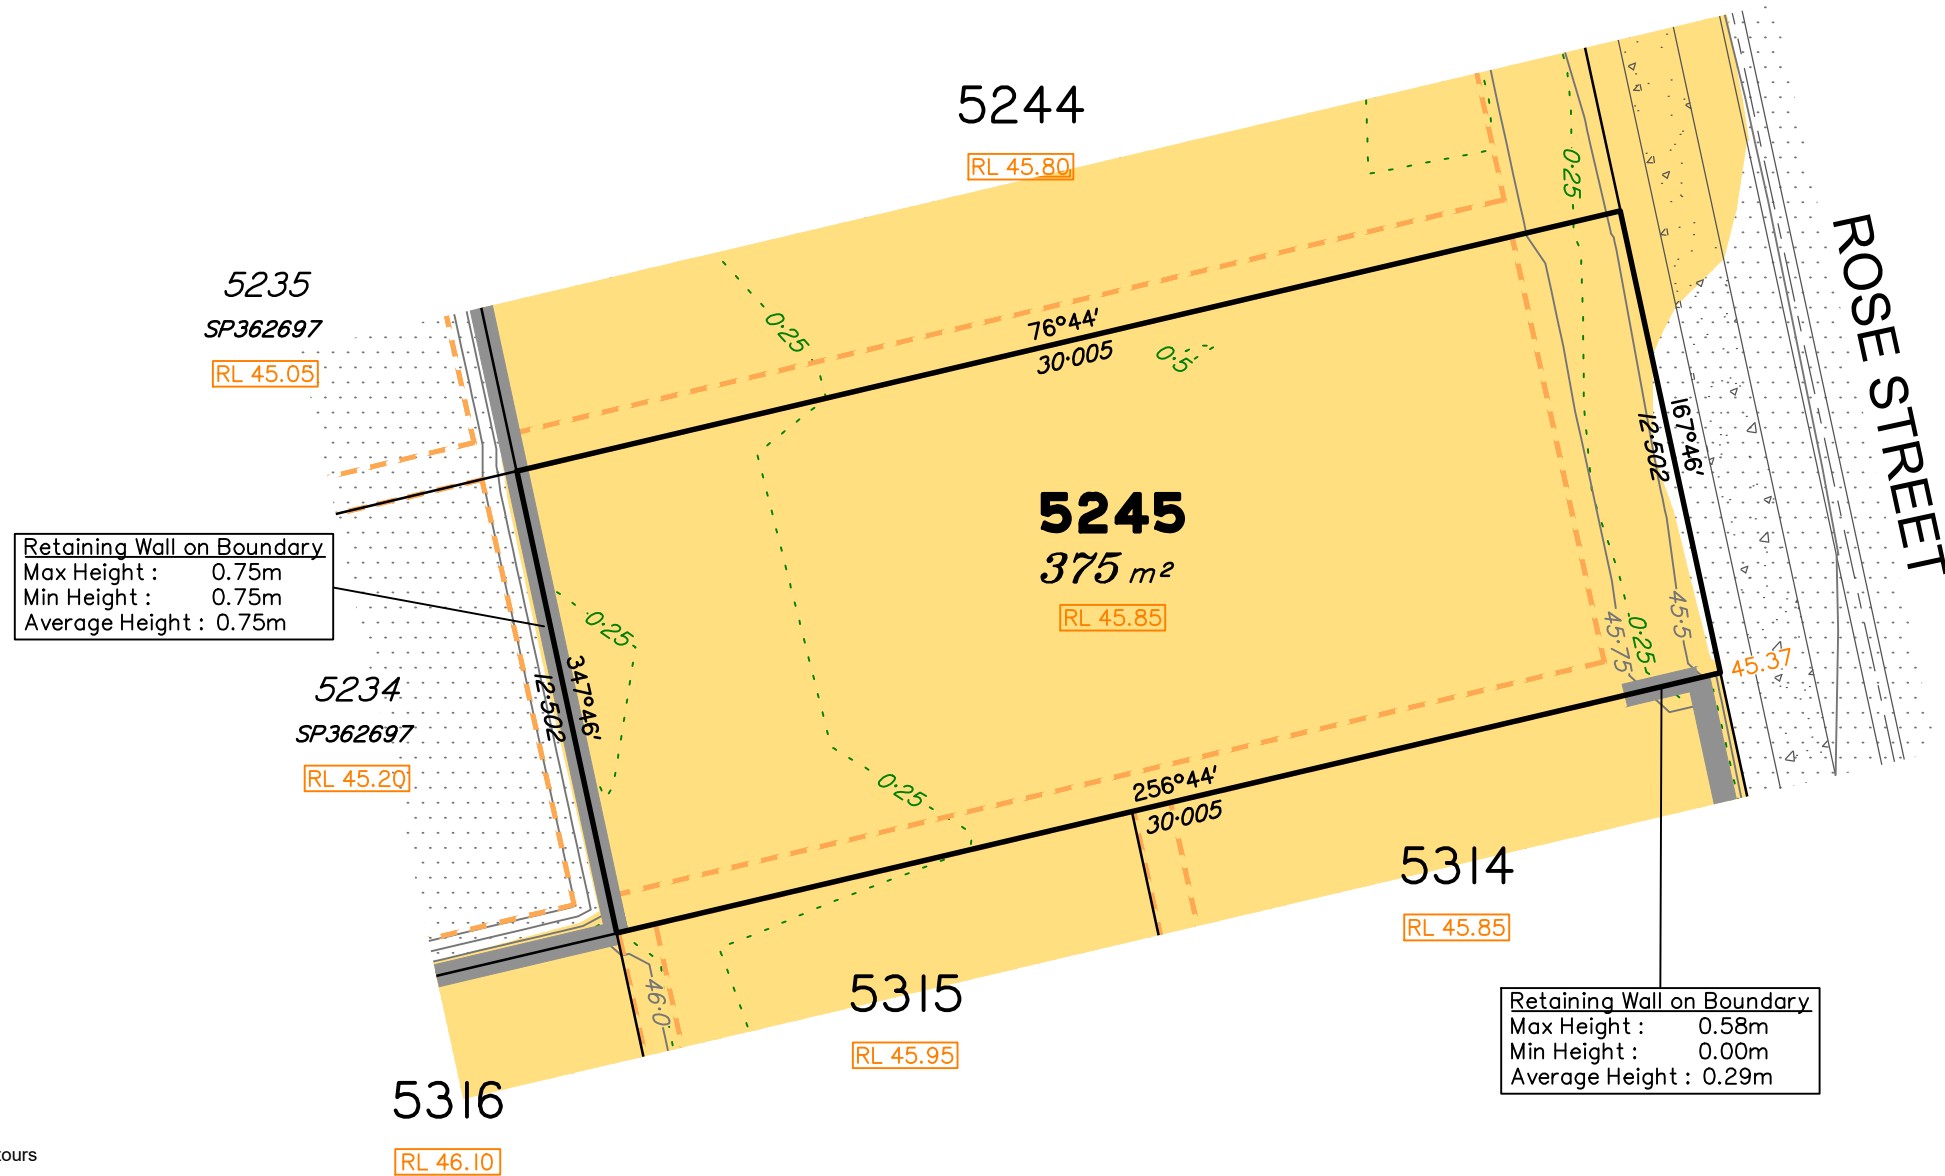 5244
RL 45.80
5235
SP362697
RL 45.05
ROSE STREET
0·25
0·25
76°44'
30·005
0·5
167°46'
12·502
5245
375 m²
RL 45.85
Retaining Wall on Boundary
Max Height : 0.75m
Min Height : 0.75m
Average Height : 0.75m
0·25
347°46'
12·502
5234
SP362697
RL 45.20
45·75
0·25
45·5
45.37
0·25
256°44'
30·005
5314
RL 45.85
5315
RL 45.95
46·0
Retaining Wall on Boundary
Max Height : 0.58m
Min Height : 0.00m
Average Height : 0.29m
5316
RL 46.10